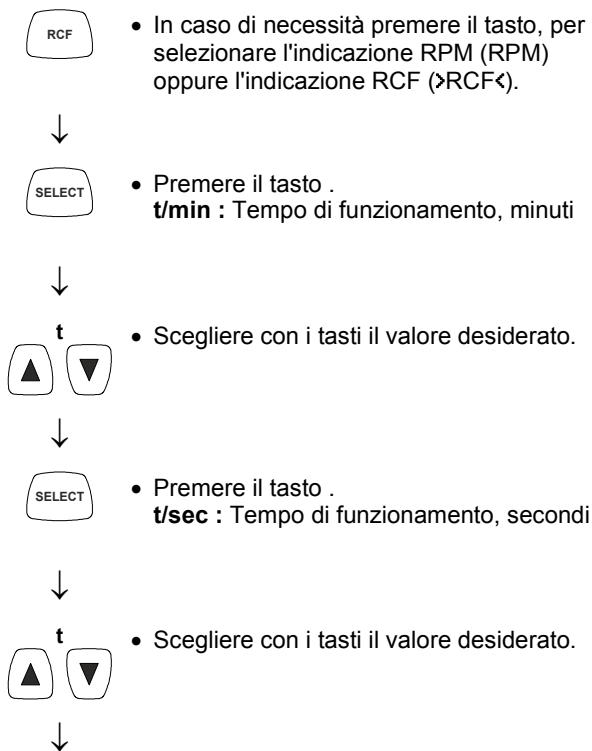 RCF
• In caso di necessità premere il tasto, per
selezionare l'indicazione RPM (RPM)
oppure l'indicazione RCF (>RCF<).
↓
SELECT
• Premere il tasto .
t/min : Tempo di funzionamento, minuti
↓
t
▲ ▼
• Scegliere con i tasti il valore desiderato.
↓
SELECT
• Premere il tasto .
t/sec : Tempo di funzionamento, secondi
↓
t
▲ ▼
• Scegliere con i tasti il valore desiderato.
↓